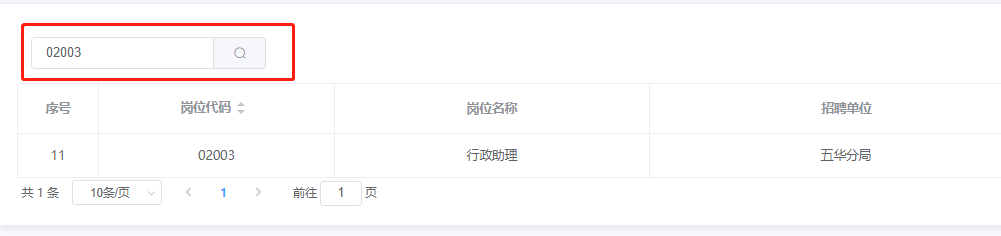 02003
序号 岗位代码 岗位名称 招聘单位
11 02003 行政助理 五华分局
共 1 条 10条/页 1 前往 1 页